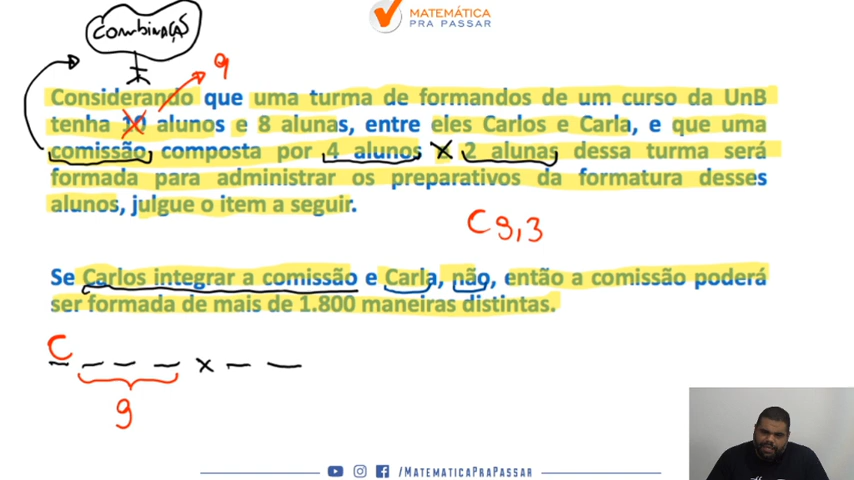 MATEMÁTICA
PRA PASSAR
COMBINAÇÃS
9
Considerando que uma turma de formandos de um curso da UnB
tenha 10 alunos e 8 alunas, entre eles Carlos e Carla, e que uma
comissão composta por 4 alunos X 2 alunas dessa turma será
formada para administrar os preparativos da formatura desses
alunos, julgue o item a seguir.
C 9,3
Se Carlos integrar a comissão e Carla, não, então a comissão poderá
ser formada de mais de 1.800 maneiras distintas.
C _ _ _ x _ _
9
/MATEMATICAPRAPASSAR